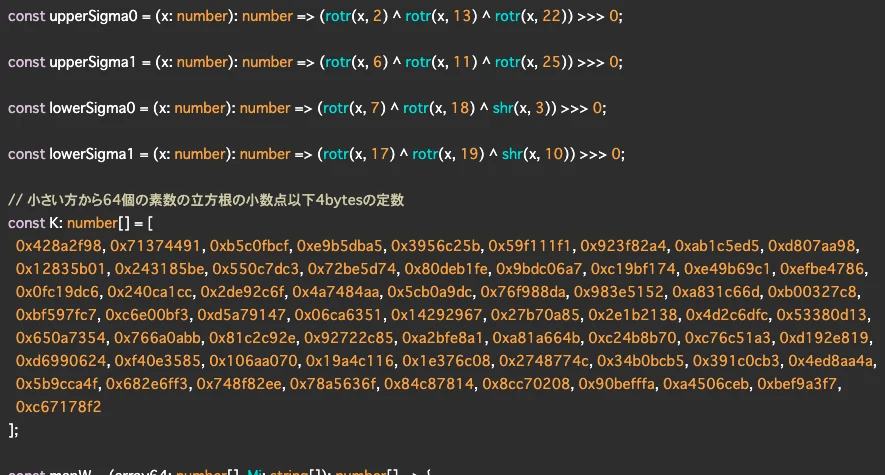 const upperSigma0 = (x: number): number => (rotr(x, 2) ^ rotr(x, 13) ^ rotr(x, 22)) >>> 0;
const upperSigma1 = (x: number): number => (rotr(x, 6) ^ rotr(x, 11) ^ rotr(x, 25)) >>> 0;
const lowerSigma0 = (x: number): number => (rotr(x, 7) ^ rotr(x, 18) ^ shr(x, 3)) >>> 0;
const lowerSigma1 = (x: number): number => (rotr(x, 17) ^ rotr(x, 19) ^ shr(x, 10)) >>> 0;
// 小さい方から64個の素数の立方根の小数点以下4bytesの定数
const K: number[] = [
0x428a2f98, 0x71374491, 0xb5c0fbcf, 0xe9b5dba5, 0x3956c25b, 0x59f111f1, 0x923f82a4, 0xab1c5ed5, 0xd807aa98,
0x12835b01, 0x243185be, 0x550c7dc3, 0x72be5d74, 0x80deb1fe, 0x9bdc06a7, 0xc19bf174, 0xe49b69c1, 0xefbe4786,
0x0fc19dc6, 0x240ca1cc, 0x2de92c6f, 0x4a7484aa, 0x5cb0a9dc, 0x76f988da, 0x983e5152, 0xa831c66d, 0xb00327c8,
0xbf597fc7, 0xc6e00bf3, 0xd5a79147, 0x06ca6351, 0x14292967, 0x27b70a85, 0x2e1b2138, 0x4d2c6dfc, 0x53380d13,
0x650a7354, 0x766a0abb, 0x81c2c92e, 0x92722c85, 0xa2bfe8a1, 0xa81a664b, 0xc24b8b70, 0xc76c51a3, 0xd192e819,
0xd6990624, 0xf40e3585, 0x106aa070, 0x19a4c116, 0x1e376c08, 0x2748774c, 0x34b0bcb5, 0x391c0cb3, 0x4ed8aa4a,
0x5b9cca4f, 0x682e6ff3, 0x748f82ee, 0x78a5636f, 0x84c87814, 0x8cc70208, 0x90befffa, 0xa4506ceb, 0xbef9a3f7,
0xc67178f2
];